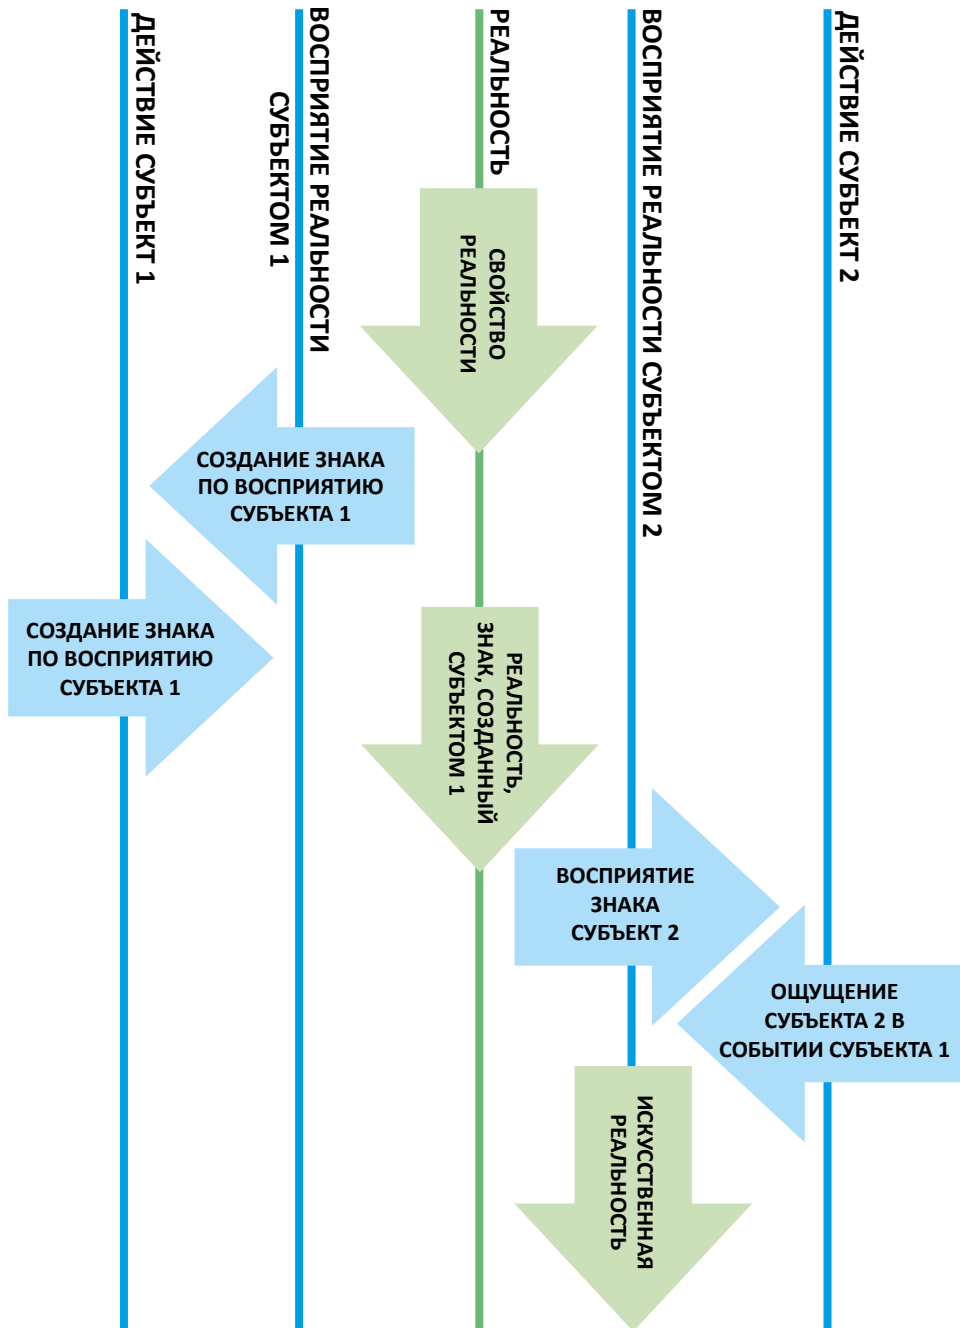 ДЕЙСТВИЕ СУБЪЕКТ 1
ВОСПРИЯТИЕ РЕАЛЬНОСТИ
СУБЪЕКТОМ 1
РЕАЛЬНОСТЬ
ВОСПРИЯТИЕ РЕАЛЬНОСТИ СУБЪЕКТОМ 2
ДЕЙСТВИЕ СУБЪЕКТ 2
СВОЙСТВО
РЕАЛЬНОСТИ
СОЗДАНИЕ ЗНАКА
ПО ВОСПРИЯТИЮ
СУБЪЕКТА 1
СОЗДАНИЕ ЗНАКА
ПО ВОСПРИЯТИЮ
СУБЪЕКТА 1
РЕАЛЬНОСТЬ,
ЗНАК, СОЗДАННЫЙ
СУБЪЕКТОМ 1
ВОСПРИЯТИЕ
ЗНАКА
СУБЪЕКТ 2
ОЩУЩЕНИЕ
СУБЪЕКТА 2 В
СОБЫТИИ СУБЪЕКТА 1
ИСКУССТВЕННАЯ
РЕАЛЬНОСТЬ